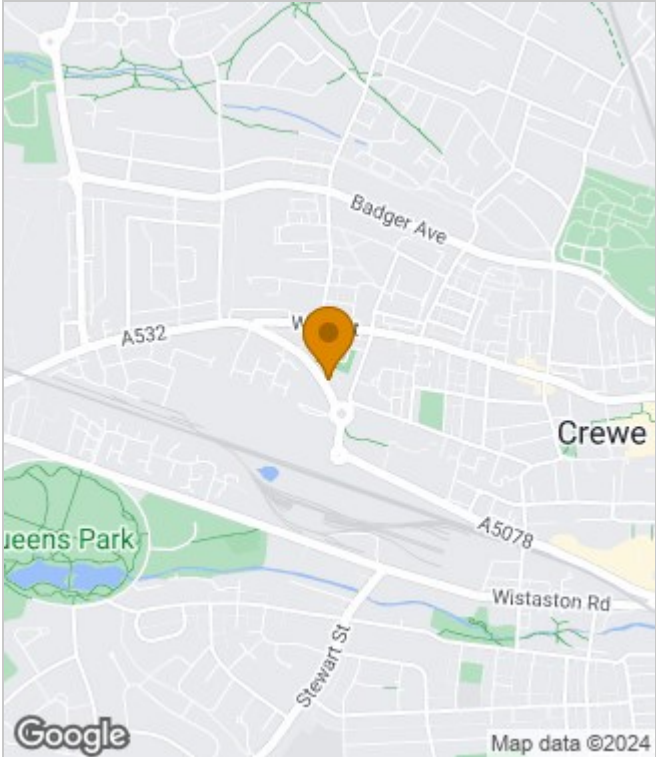 Badger Ave
A532
Crewe
A5078
ueens Park
Wistaston Rd
Stewart St
Google
Map data ©2024